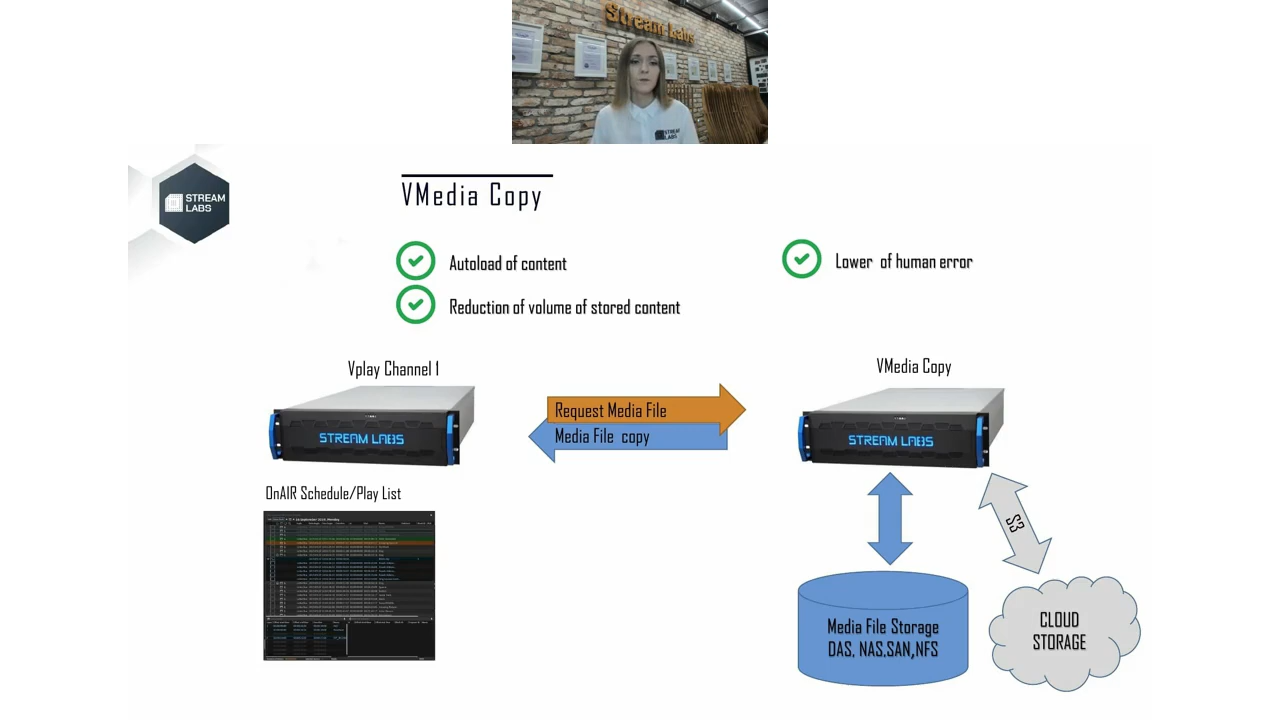 Stream Labs
STREAM
LABS
STREAM
LABS
VMedia Copy
Autoload of content
Lower of human error
Reduction of volume of stored content
Vplay Channel 1
VMedia Copy
Request Media File
Media File copy
STREAM LABS
STREAM LABS
OnAIR Schedule/Play List
S3
Media File Storage
DAS, NAS,SAN,NFS
CLOUD
STORAGE